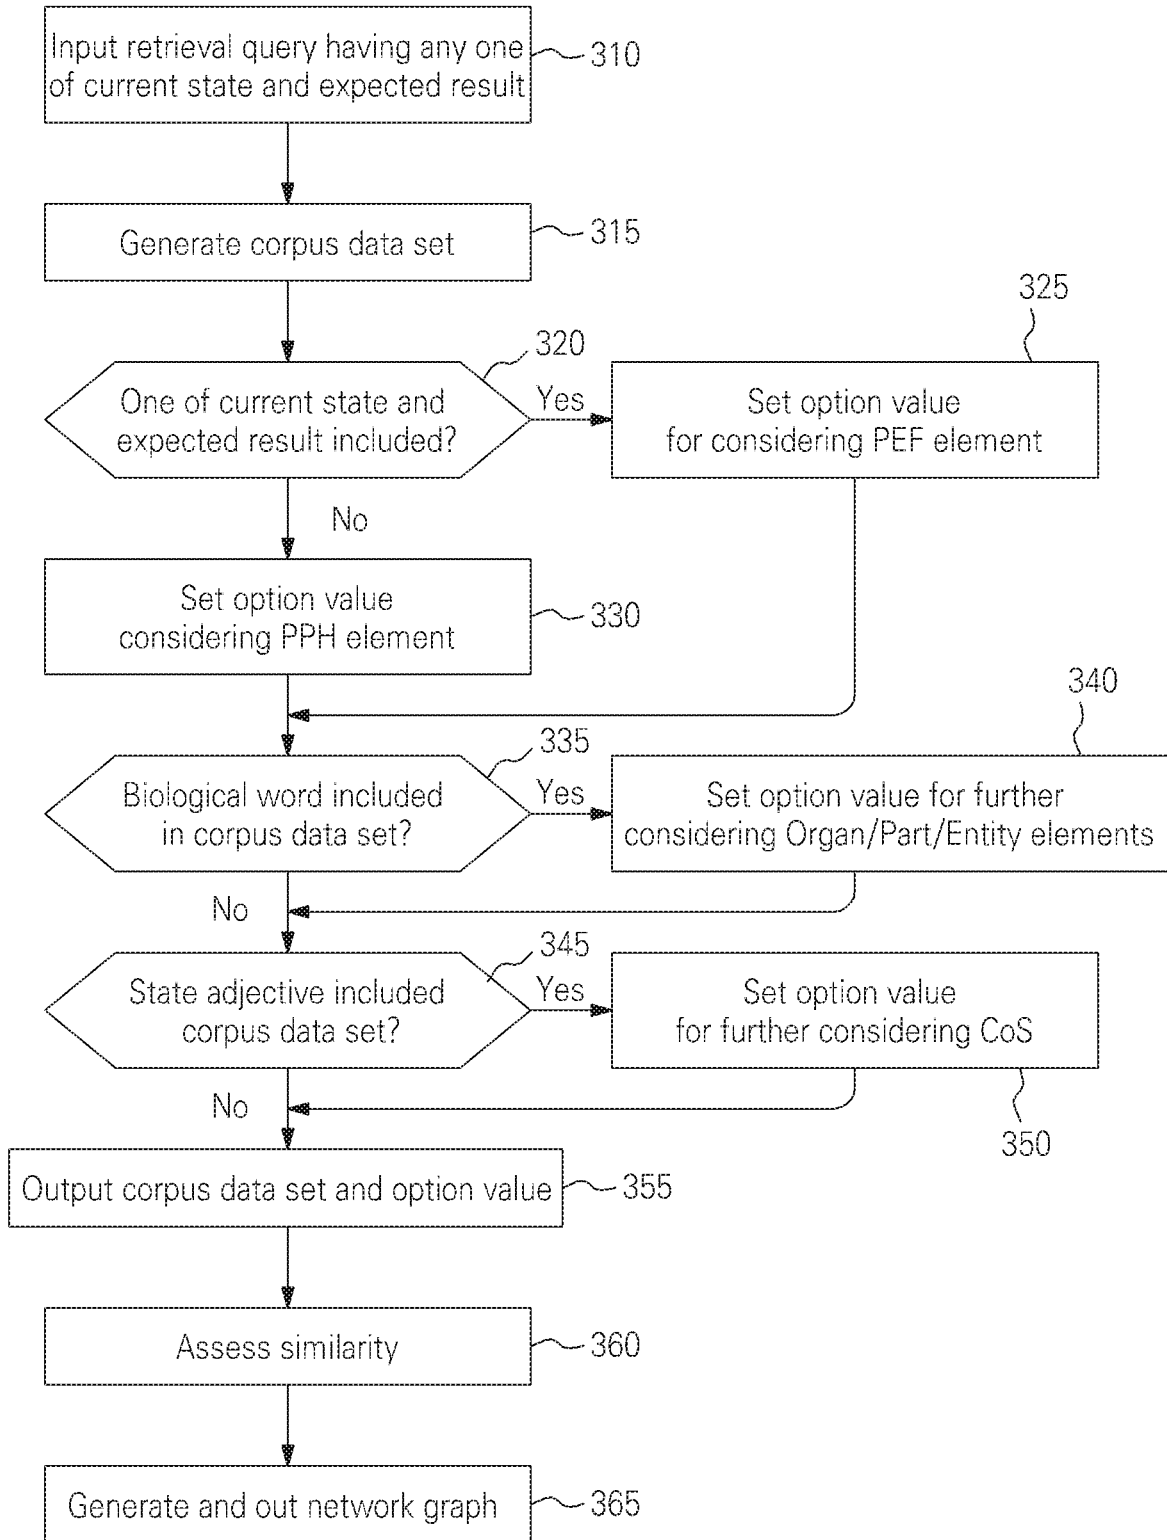 Input retrieval query having any one
of current state and expected result
310
Generate corpus data set
315
325
320
One of current state and
expected result included?
Yes
Set option value
for considering PEF element
No
Set option value
considering PPH element
330
340
335
Biological word included
in corpus data set?
Yes
Set option value for further
considering Organ/Part/Entity elements
No
345
State adjective included
corpus data set?
Yes
Set option value
for further considering CoS
No
350
Output corpus data set and option value
355
Assess similarity
360
Generate and out network graph
365